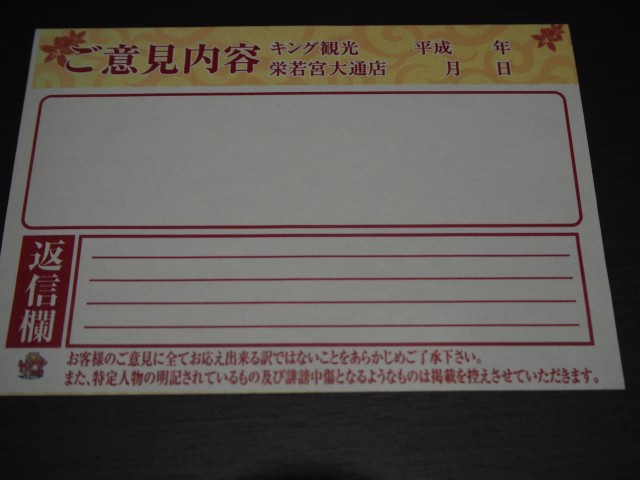 ご意見内容
キング観光 平成 年
栄若宮大通店 月 日
返信欄
お客様のご意見に全てお応え出来る訳ではないことをあらかじめご了承下さい。
また、特定人物の明記されているもの及び誹謗中傷となるようなものは掲載を控えさせていただきます。